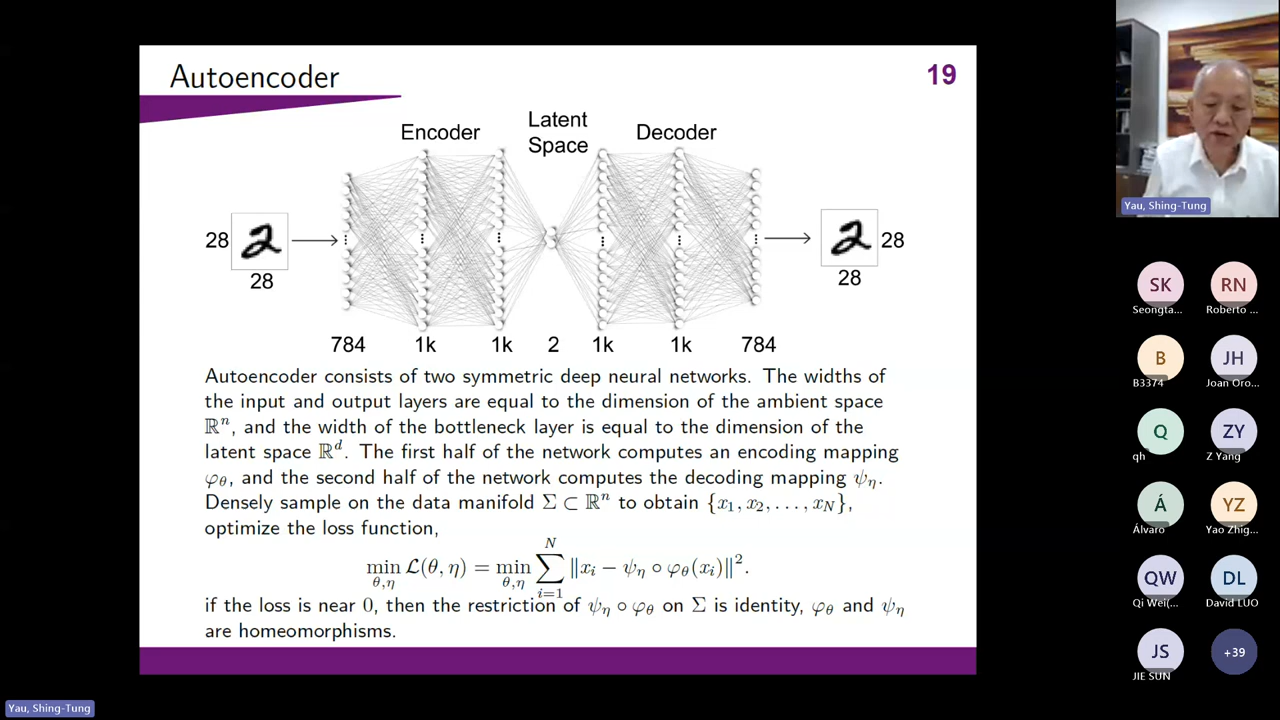 Autoencoder
19
Encoder
Latent
Space
Decoder
28
28
28
28
784
1k
1k
2
1k
1k
784
Autoencoder consists of two symmetric deep neural networks. The widths of
the input and output layers are equal to the dimension of the ambient space
ℝⁿ, and the width of the bottleneck layer is equal to the dimension of the
latent space ℝᵈ. The first half of the network computes an encoding mapping
φ_θ, and the second half of the network computes the decoding mapping ψ_η.
Densely sample on the data manifold Σ ⊂ ℝⁿ to obtain {x₁, x₂, . . . , x_N},
optimize the loss function,
min_{θ,η} 𝓛(θ, η) = min_{θ,η} ∑_{i=1}^{N} ‖x_i − ψ_η ∘ φ_θ(x_i)‖².
if the loss is near 0, then the restriction of ψ_η ∘ φ_θ on Σ is identity, φ_θ and ψ_η
are homeomorphisms.
Yau, Shing-Tung
SK
RN
Seongta...
Roberto ...
B
JH
B3374
Joan Oro...
Q
ZY
qh
Z Yang
Á
YZ
Álvaro
Yao Zhig...
QW
DL
Qi Wei(...
David LUO
JS
+39
JIE SUN
Yau, Shing-Tung